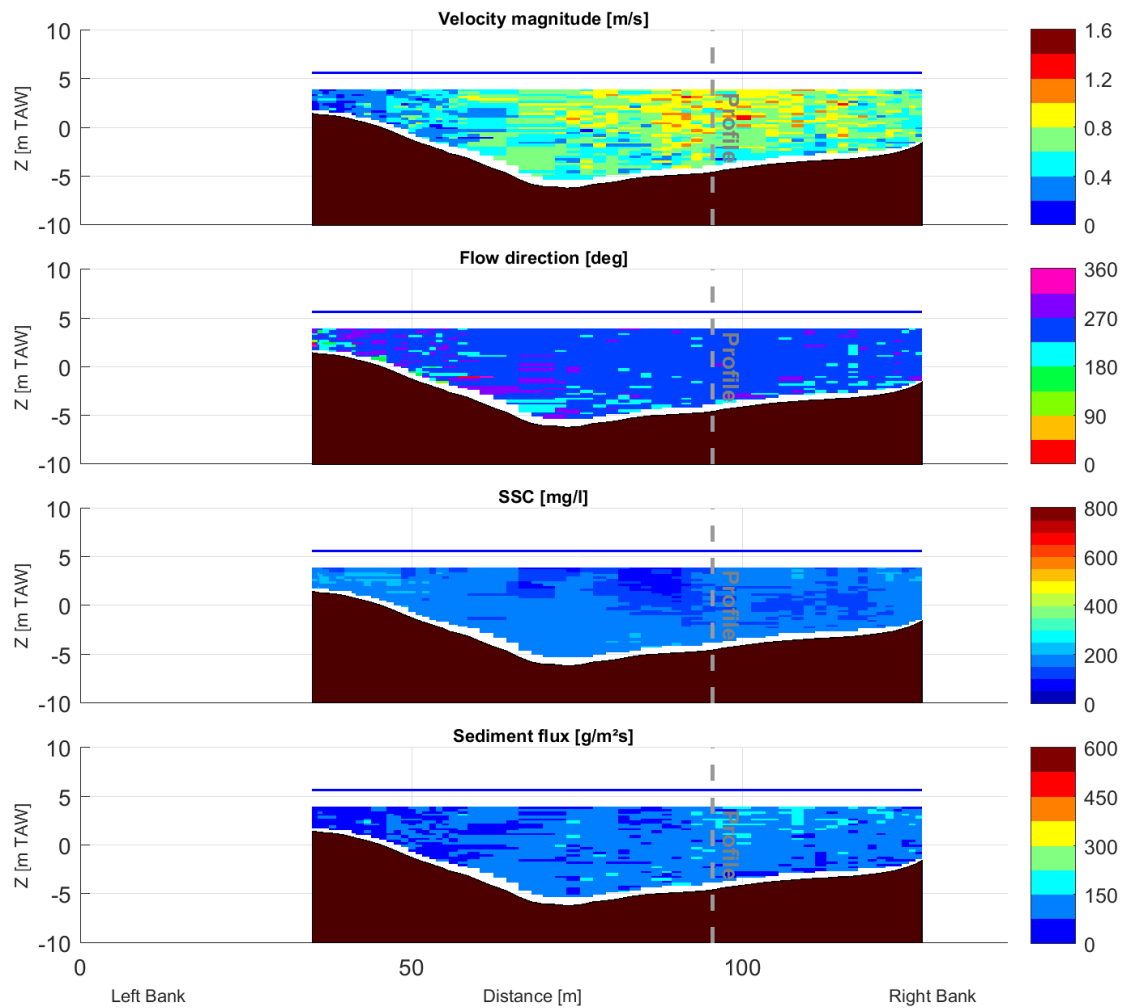 Velocity magnitude [m/s]
10
5
0
-5
-10
Z [m TAW]
Profile
1.6
1.2
0.8
0.4
0
Flow direction [deg]
10
5
0
-5
-10
Z [m TAW]
Profile
360
270
180
90
0
SSC [mg/l]
10
5
0
-5
-10
Z [m TAW]
Profile
800
600
400
200
0
Sediment flux [g/m²s]
10
5
0
-5
-10
Z [m TAW]
Profile
600
450
300
150
0
0
50
100
Left Bank
Distance [m]
Right Bank